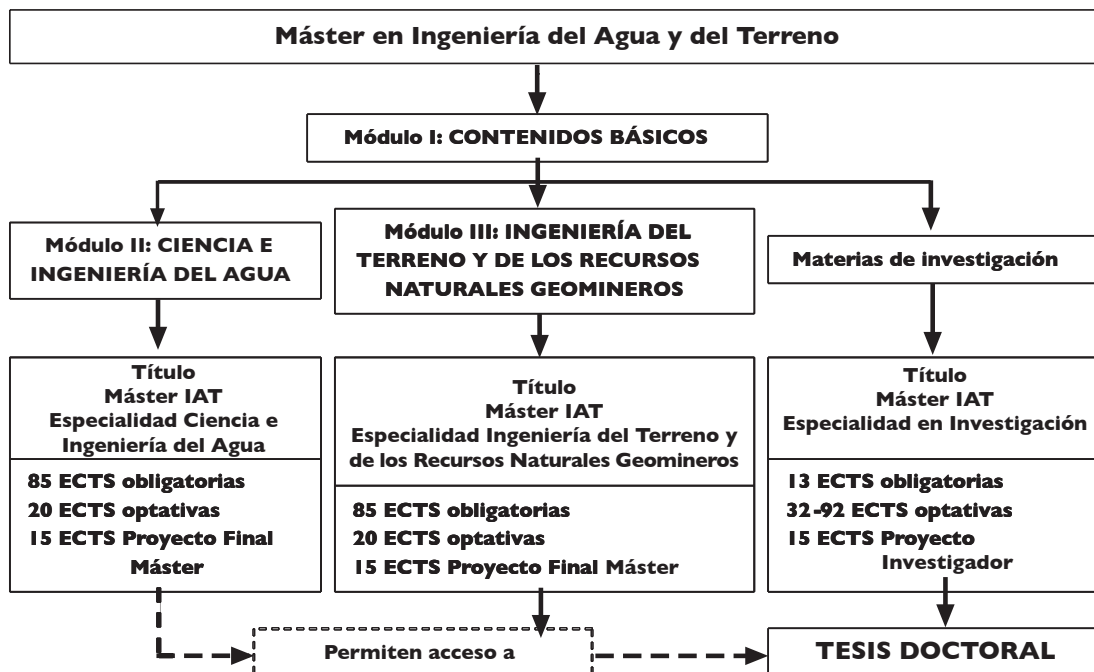 Máster en Ingeniería del Agua y del Terreno
Módulo I: CONTENIDOS BÁSICOS
Módulo II: CIENCIA E
INGENIERÍA DEL AGUA
Módulo III: INGENIERÍA DEL
TERRENO Y DE LOS RECURSOS
NATURALES GEOMINEROS
Materias de investigación
Título
Máster IAT
Especialidad Ciencia e
Ingeniería del Agua
85 ECTS obligatorias
20 ECTS optativas
15 ECTS Proyecto Final
Máster
Título
Máster IAT
Especialidad Ingeniería del Terreno y
de los Recursos Naturales Geomineros
85 ECTS obligatorias
20 ECTS optativas
15 ECTS Proyecto Final Máster
Título
Máster IAT
Especialidad en Investigación
13 ECTS obligatorias
32-92 ECTS optativas
15 ECTS Proyecto
Investigador
Permiten acceso a
TESIS DOCTORAL